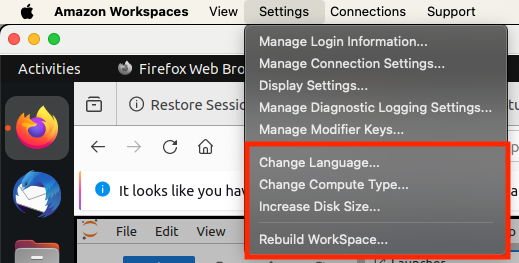 Amazon Workspaces View Settings Connections Support
Manage Login Information...
Manage Connection Settings...
Display Settings...
Manage Diagnostic Logging Settings...
Manage Modifier Keys...
Change Language...
Change Compute Type...
Increase Disk Size...
Rebuild WorkSpace...
Activities Firefox Web Bro
Restore Sessi
It looks like you hav
File Edit View
Launcher